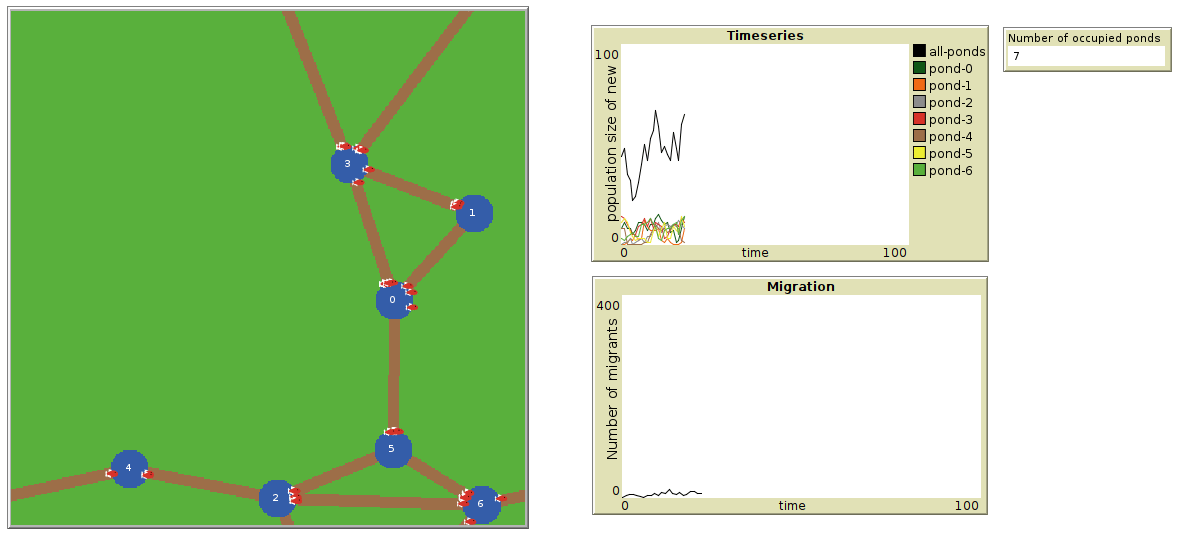 3
1
0
5
4
2
6
Timeseries
population size of new
100
0
0
time
100
all-ponds
pond-0
pond-1
pond-2
pond-3
pond-4
pond-5
pond-6
Number of occupied ponds
7
Migration
Number of migrants
400
0
0
time
100